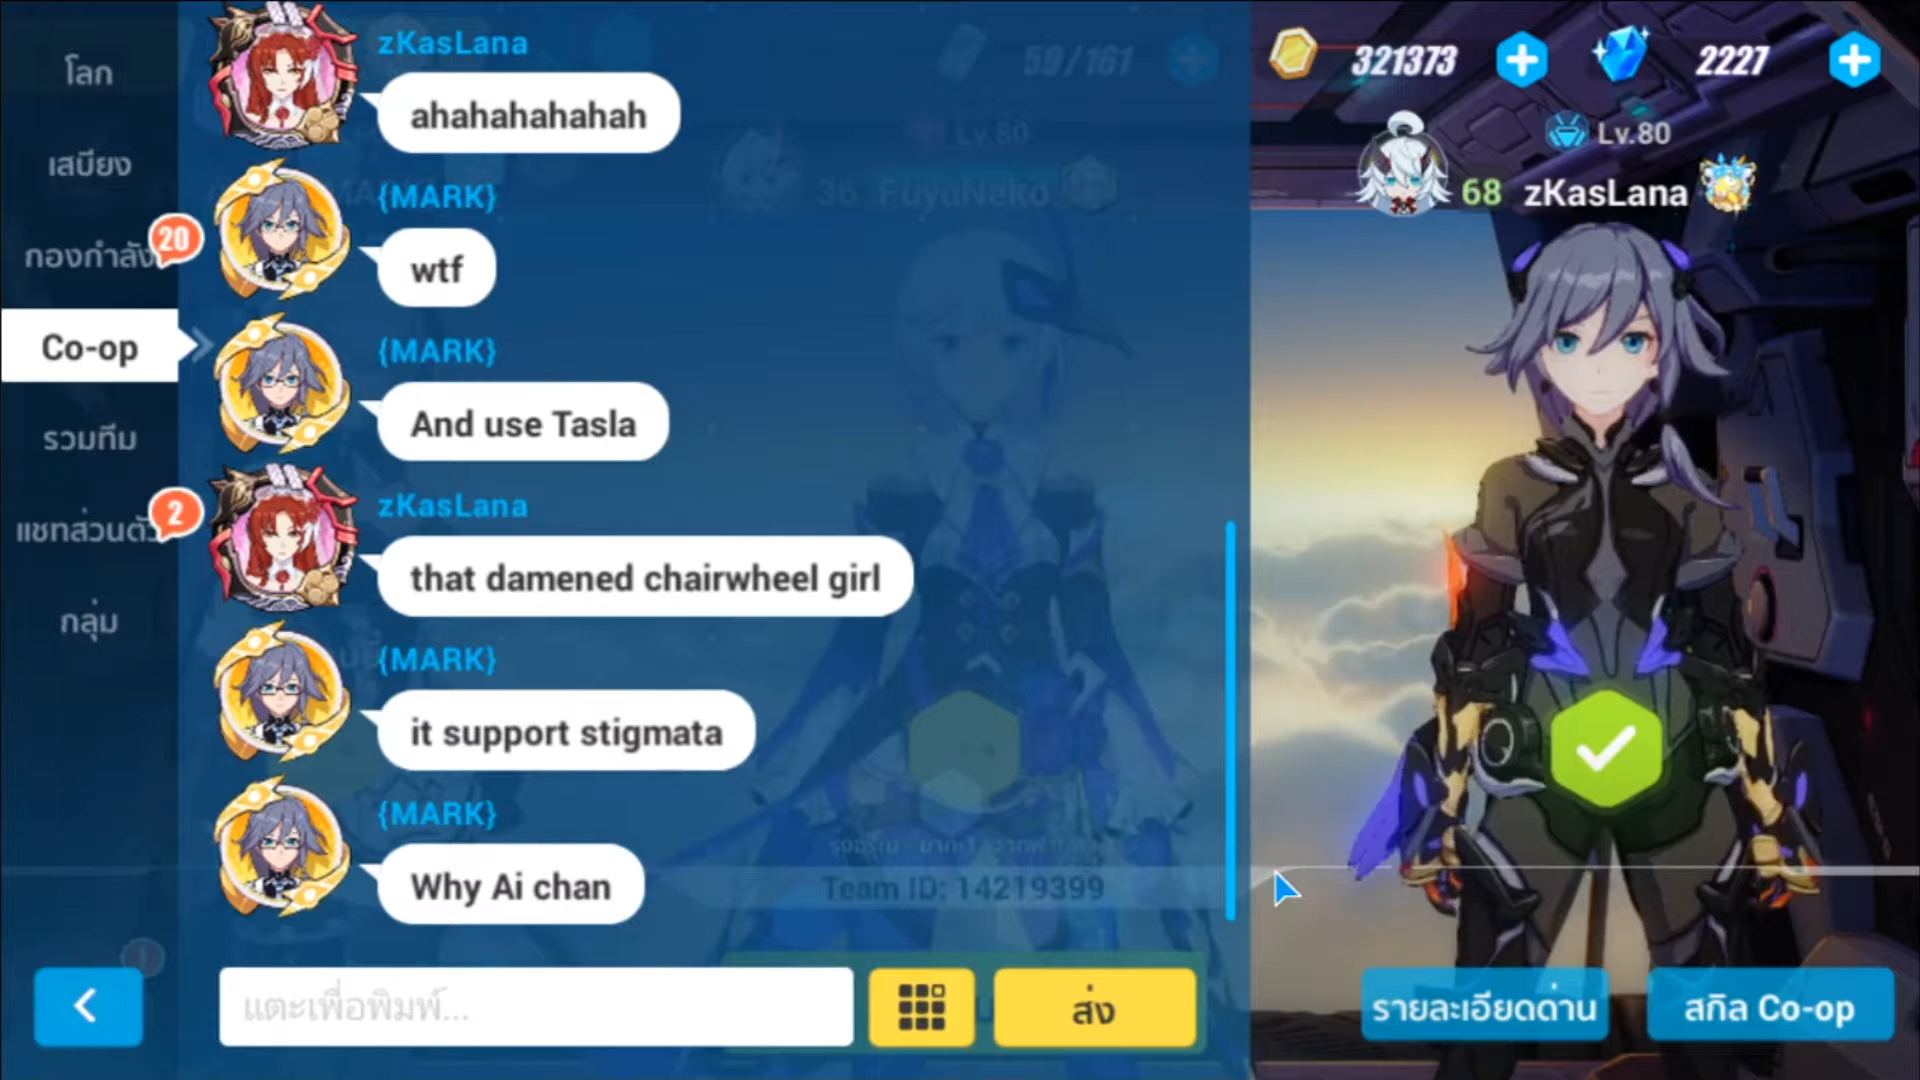 โลก
เสบียง
กองกำลัง
20
Co-op
รวมทีม
แชทส่วนตัว
2
กลุ่ม
zKasLana
ahahahahahah
{MARK}
wtf
{MARK}
And use Tasla
zKasLana
that damened chairwheel girl
{MARK}
it support stigmata
{MARK}
Why Ai chan
แตะเพื่อพิมพ์...
ส่ง
59/161
Lv.80
36 FuyuNeko
Team ID: 14219399
321373
2227
Lv.80
68 zKasLana
รายละเอียดด่าน
สกิล Co-op